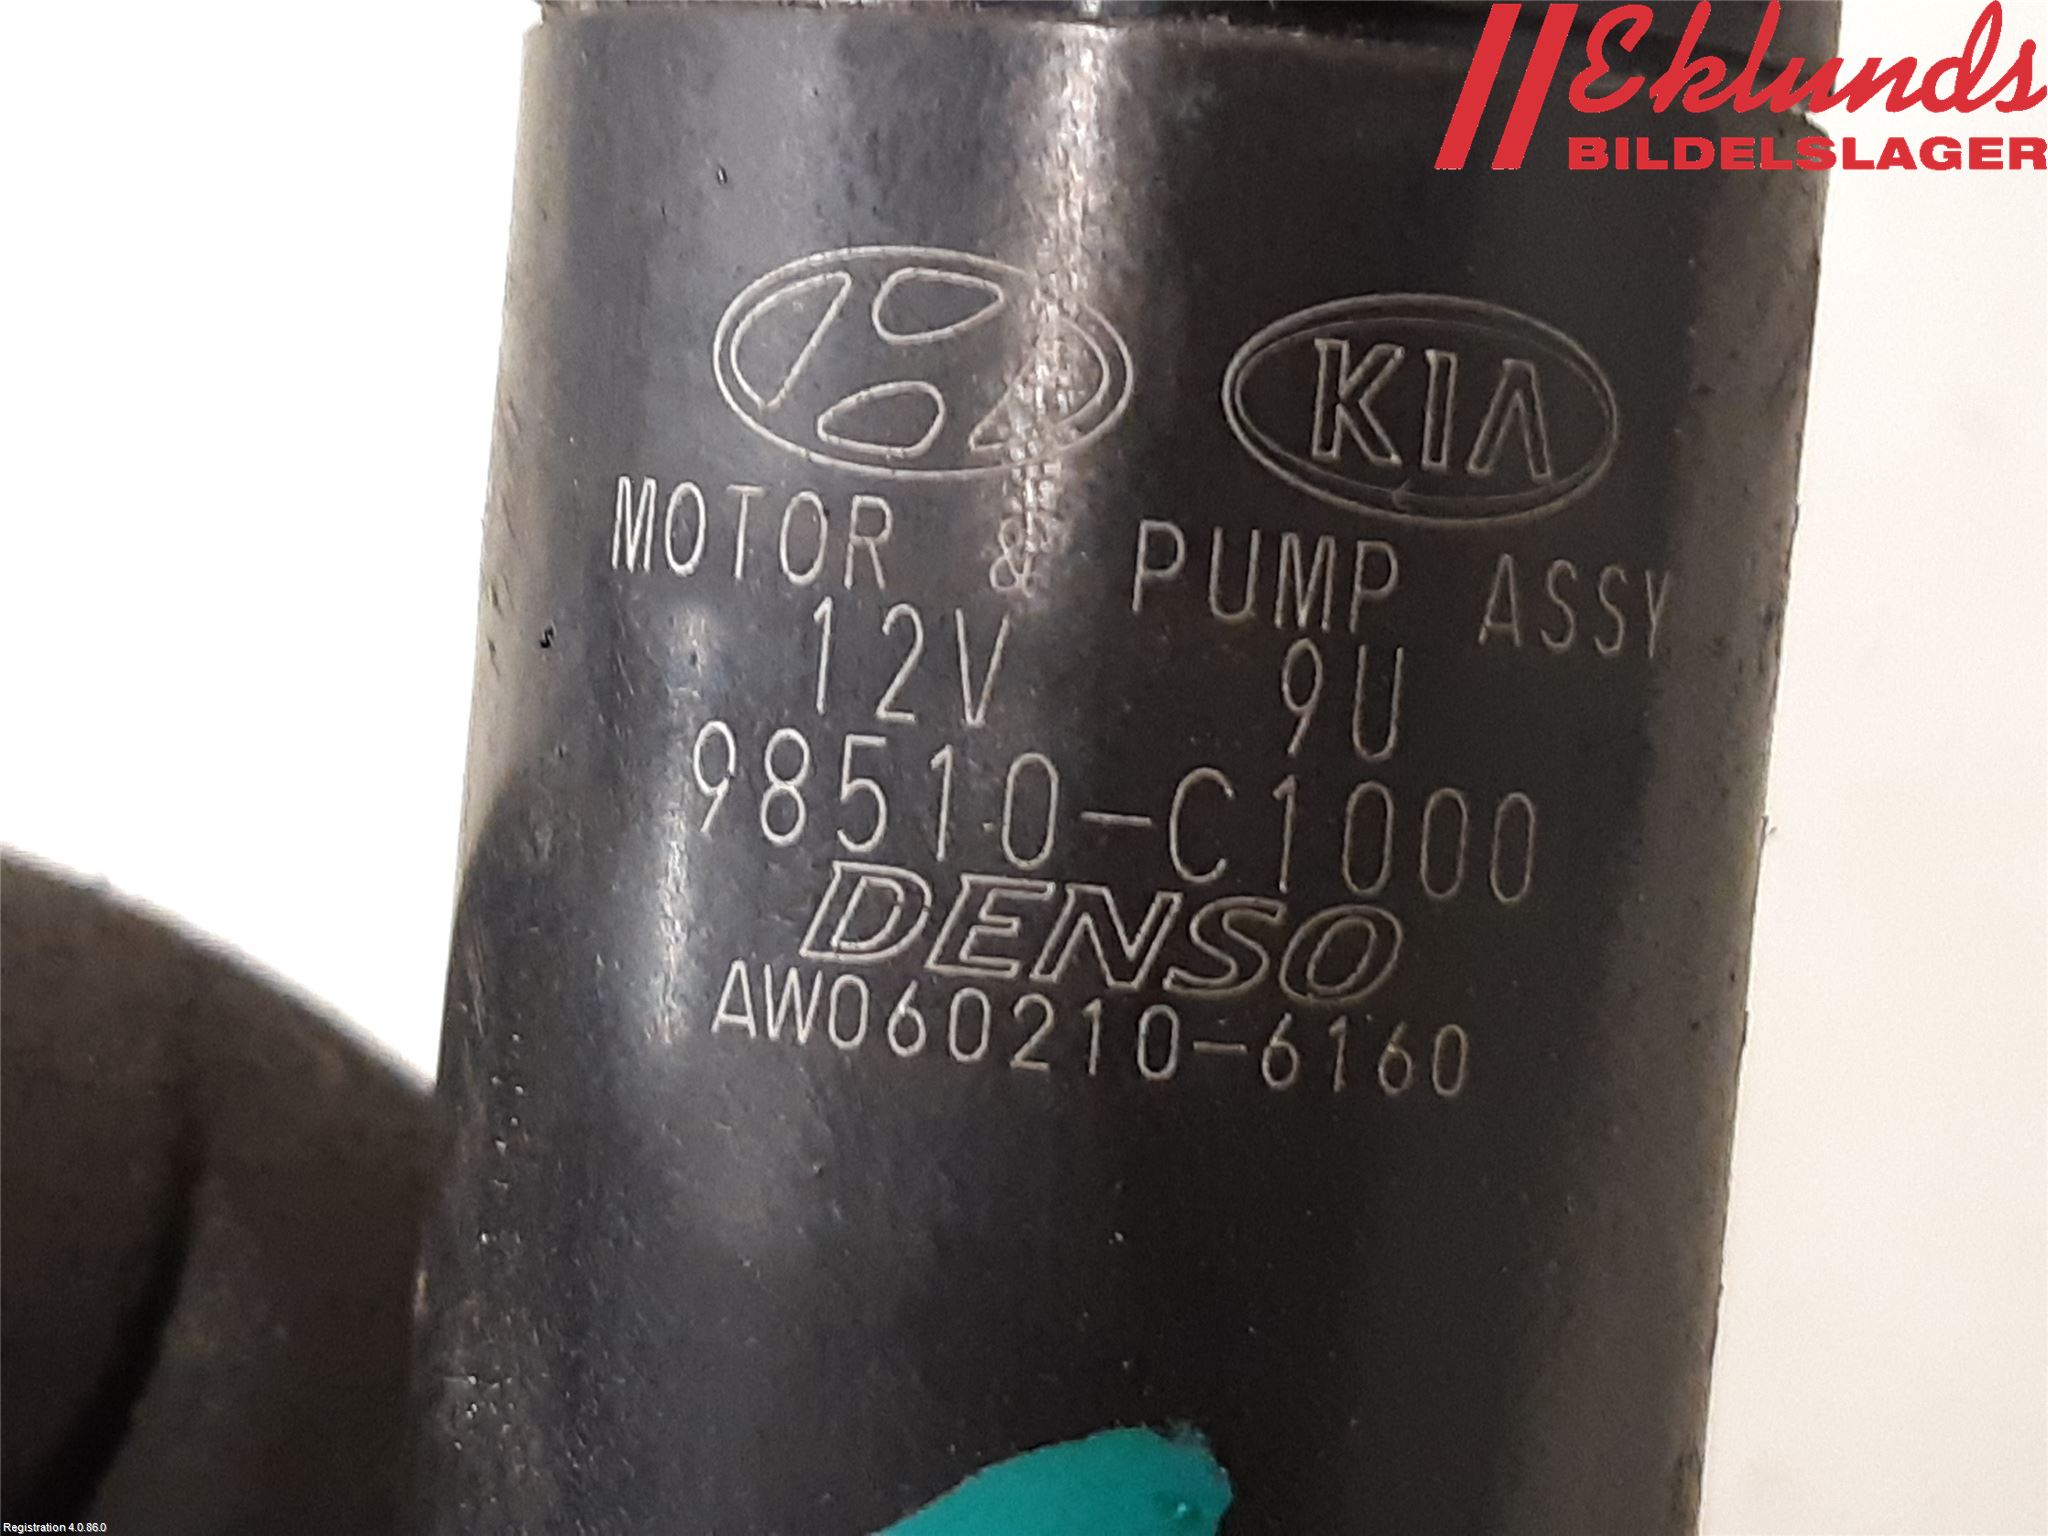 Eklunds
BILDELSLAGER
KIA
MOTOR & PUMP ASSY
12V 9U
98510-C1000
DENSO
AW060210-6160
Registration 4.0.86.0